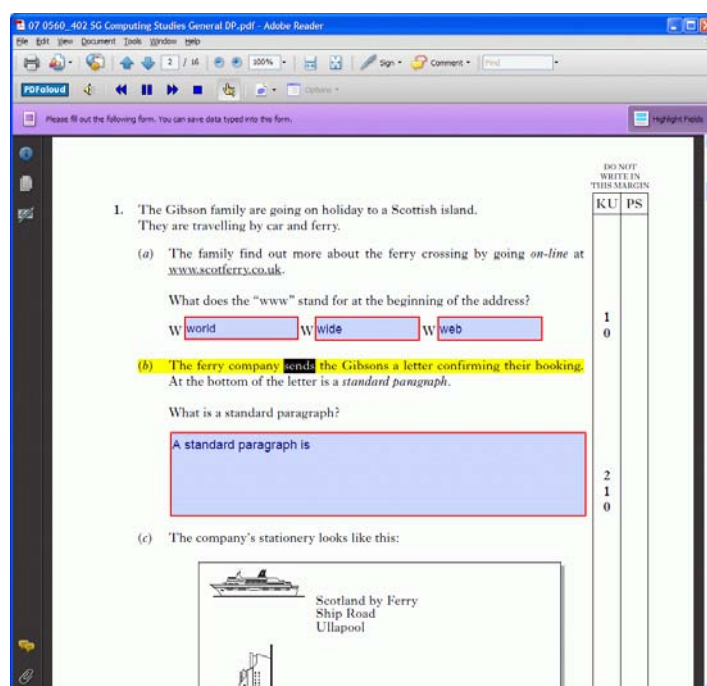 07 0560_402 SG Computing Studies General DP.pdf - Adobe Reader
File Edit View Document Tools Window Help
2 / 16 100% Sign Comment Find
PDFaloud Options
Please fill out the following form. You can save data typed into this form. Highlight Fields
DO NOT
WRITE IN
THIS MARGIN
KU PS
1. The Gibson family are going on holiday to a Scottish island.
They are travelling by car and ferry.
(a) The family find out more about the ferry crossing by going on-line at
www.scotferry.co.uk.
What does the “www” stand for at the beginning of the address?
W world W wide W web
1
0
(b) The ferry company sends the Gibsons a letter confirming their booking.
At the bottom of the letter is a standard paragraph.
What is a standard paragraph?
A standard paragraph is
2
1
0
(c) The company’s stationery looks like this:
Scotland by Ferry
Ship Road
Ullapool